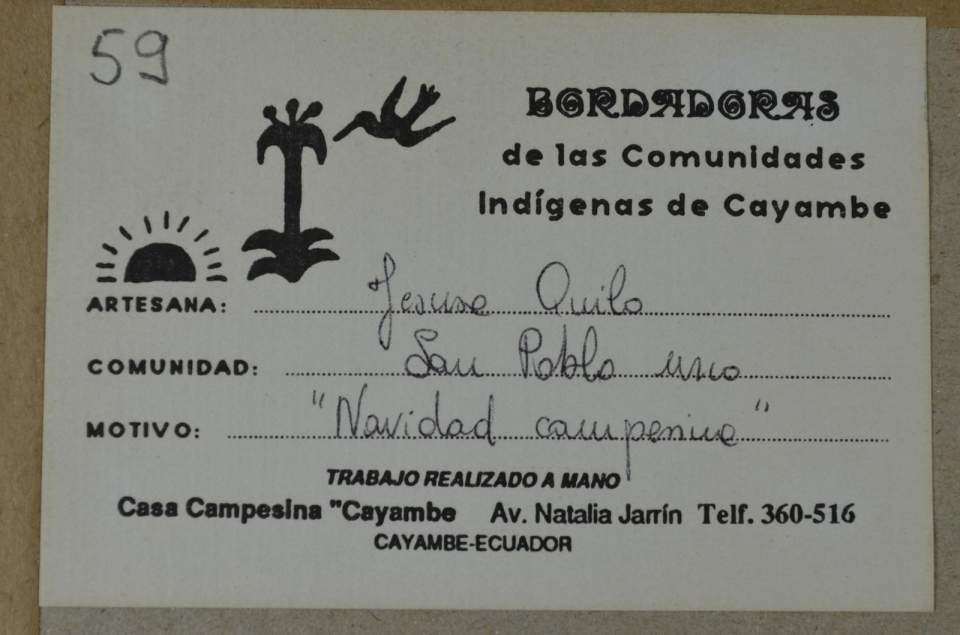 59
BORDADORAS
de las Comunidades
Indígenas de Cayambe
ARTESANA: Jesusa Quilo
COMUNIDAD: San Pablo urco
MOTIVO: "Navidad campesina"
TRABAJO REALIZADO A MANO
Casa Campesina "Cayambe Av. Natalia Jarrín Telf. 360-516
CAYAMBE-ECUADOR